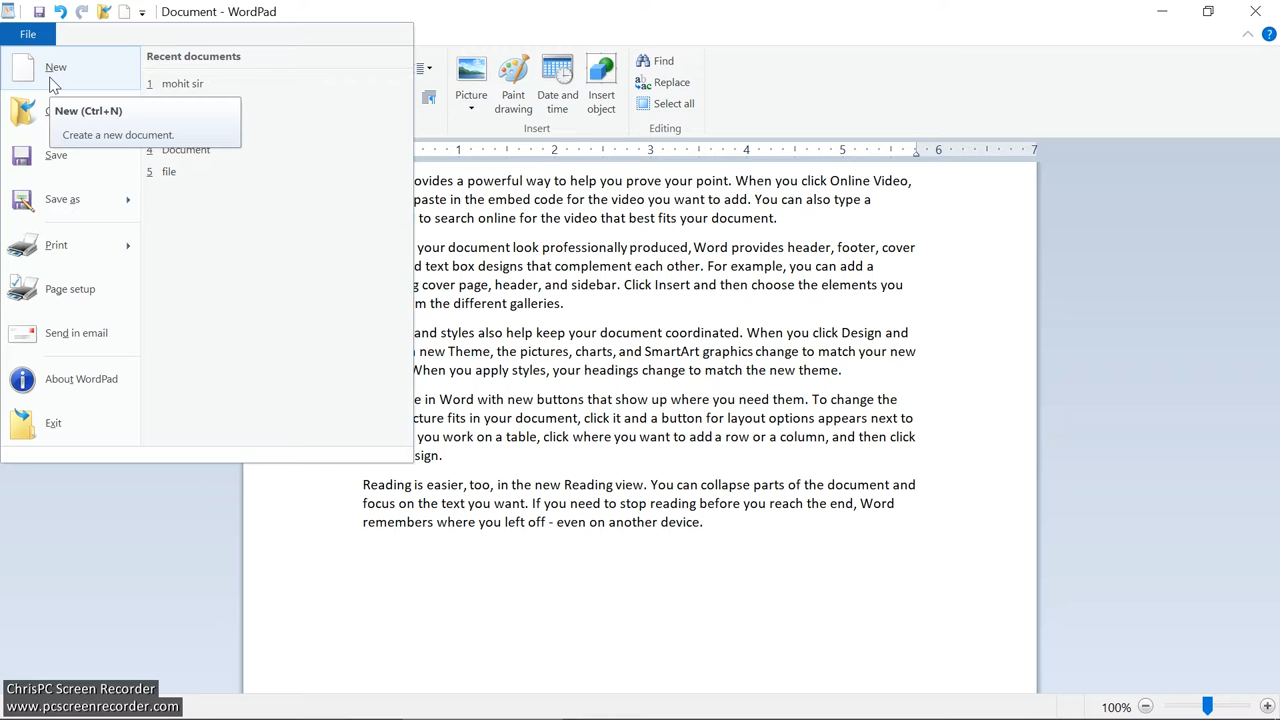 Document - WordPad
File
New
Recent documents
1 mohit sir
New (Ctrl+N)
Create a new document.
Save
4 Document
5 file
Save as
Print
Page setup
Send in email
About WordPad
Exit
Picture
Paint drawing
Date and time
Insert object
Insert
Find
Replace
Select all
Editing
1 2 3 4 5 6 7
ovides a powerful way to help you prove your point. When you click Online Video,
paste in the embed code for the video you want to add. You can also type a
to search online for the video that best fits your document.
your document look professionally produced, Word provides header, footer, cover
d text box designs that complement each other. For example, you can add a
g cover page, header, and sidebar. Click Insert and then choose the elements you
m the different galleries.
and styles also help keep your document coordinated. When you click Design and
new Theme, the pictures, charts, and SmartArt graphics change to match your new
When you apply styles, your headings change to match the new theme.
e in Word with new buttons that show up where you need them. To change the
cture fits in your document, click it and a button for layout options appears next to
you work on a table, click where you want to add a row or a column, and then click
sign.
Reading is easier, too, in the new Reading view. You can collapse parts of the document and
focus on the text you want. If you need to stop reading before you reach the end, Word
remembers where you left off - even on another device.
ChrisPC Screen Recorder
www.pcscreenrecorder.com
100%